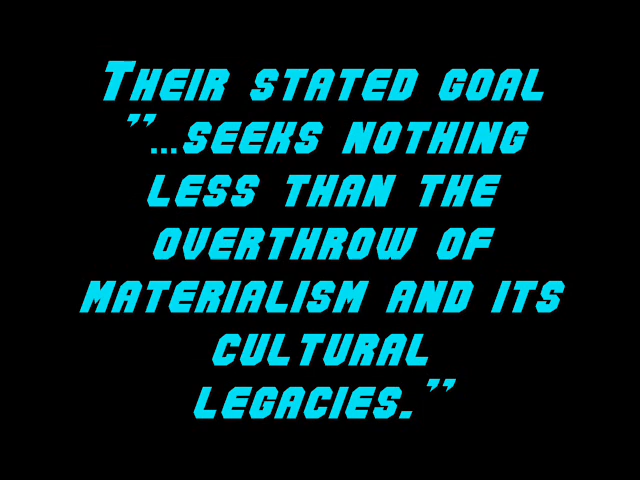 Their stated goal
"...seeks nothing
less than the
overthrow of
materialism and its
cultural
legacies."